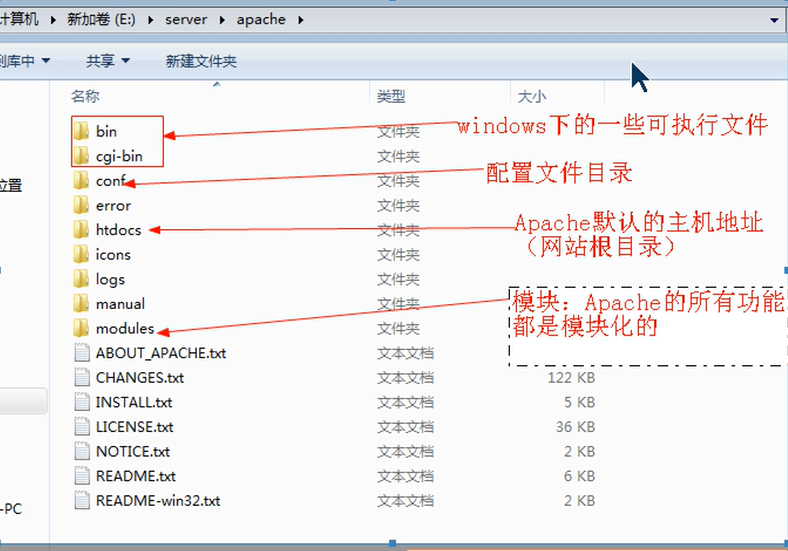 计算机 ▸ 新加卷 (E:) ▸ server ▸ apache ▸
到库中 共享 新建文件夹
名称 类型 大小
bin 文件夹
windows下的一些可执行文件
cgi-bin 文件夹
位置
conf 文件夹
配置文件目录
error 文件夹
htdocs 文件夹
Apache默认的主机地址
（网站根目录）
icons 文件夹
logs 文件夹
manual 文件夹
模块：Apache的所有功能
都是模块化的
modules 文件夹
ABOUT_APACHE.txt 文本文档
CHANGES.txt 文本文档 122 KB
INSTALL.txt 文本文档 5 KB
LICENSE.txt 文本文档 36 KB
NOTICE.txt 文本文档 2 KB
README.txt 文本文档 6 KB
README-win32.txt 文本文档 2 KB
-PC